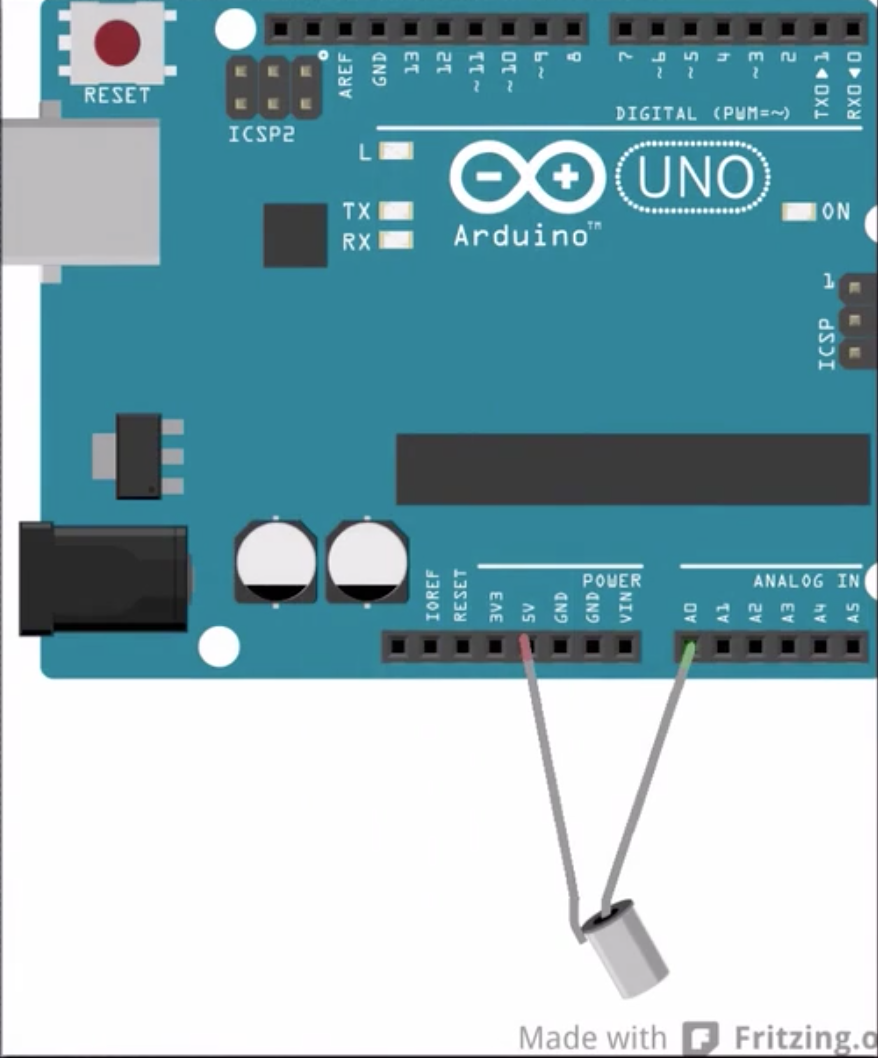 RESET
ICSP2
AREF
GND
13
12
~11
~10
~9
8
7
~6
~5
4
~3
2
TX0▶1
RX0◀0
DIGITAL (PWM=~)
L
TX
RX
Arduino™
UNO
ON
1
ICSP
POWER
ANALOG IN
IOREF
RESET
3V3
5V
GND
GND
VIN
A0
A1
A2
A3
A4
A5
Made with Fritzing.o